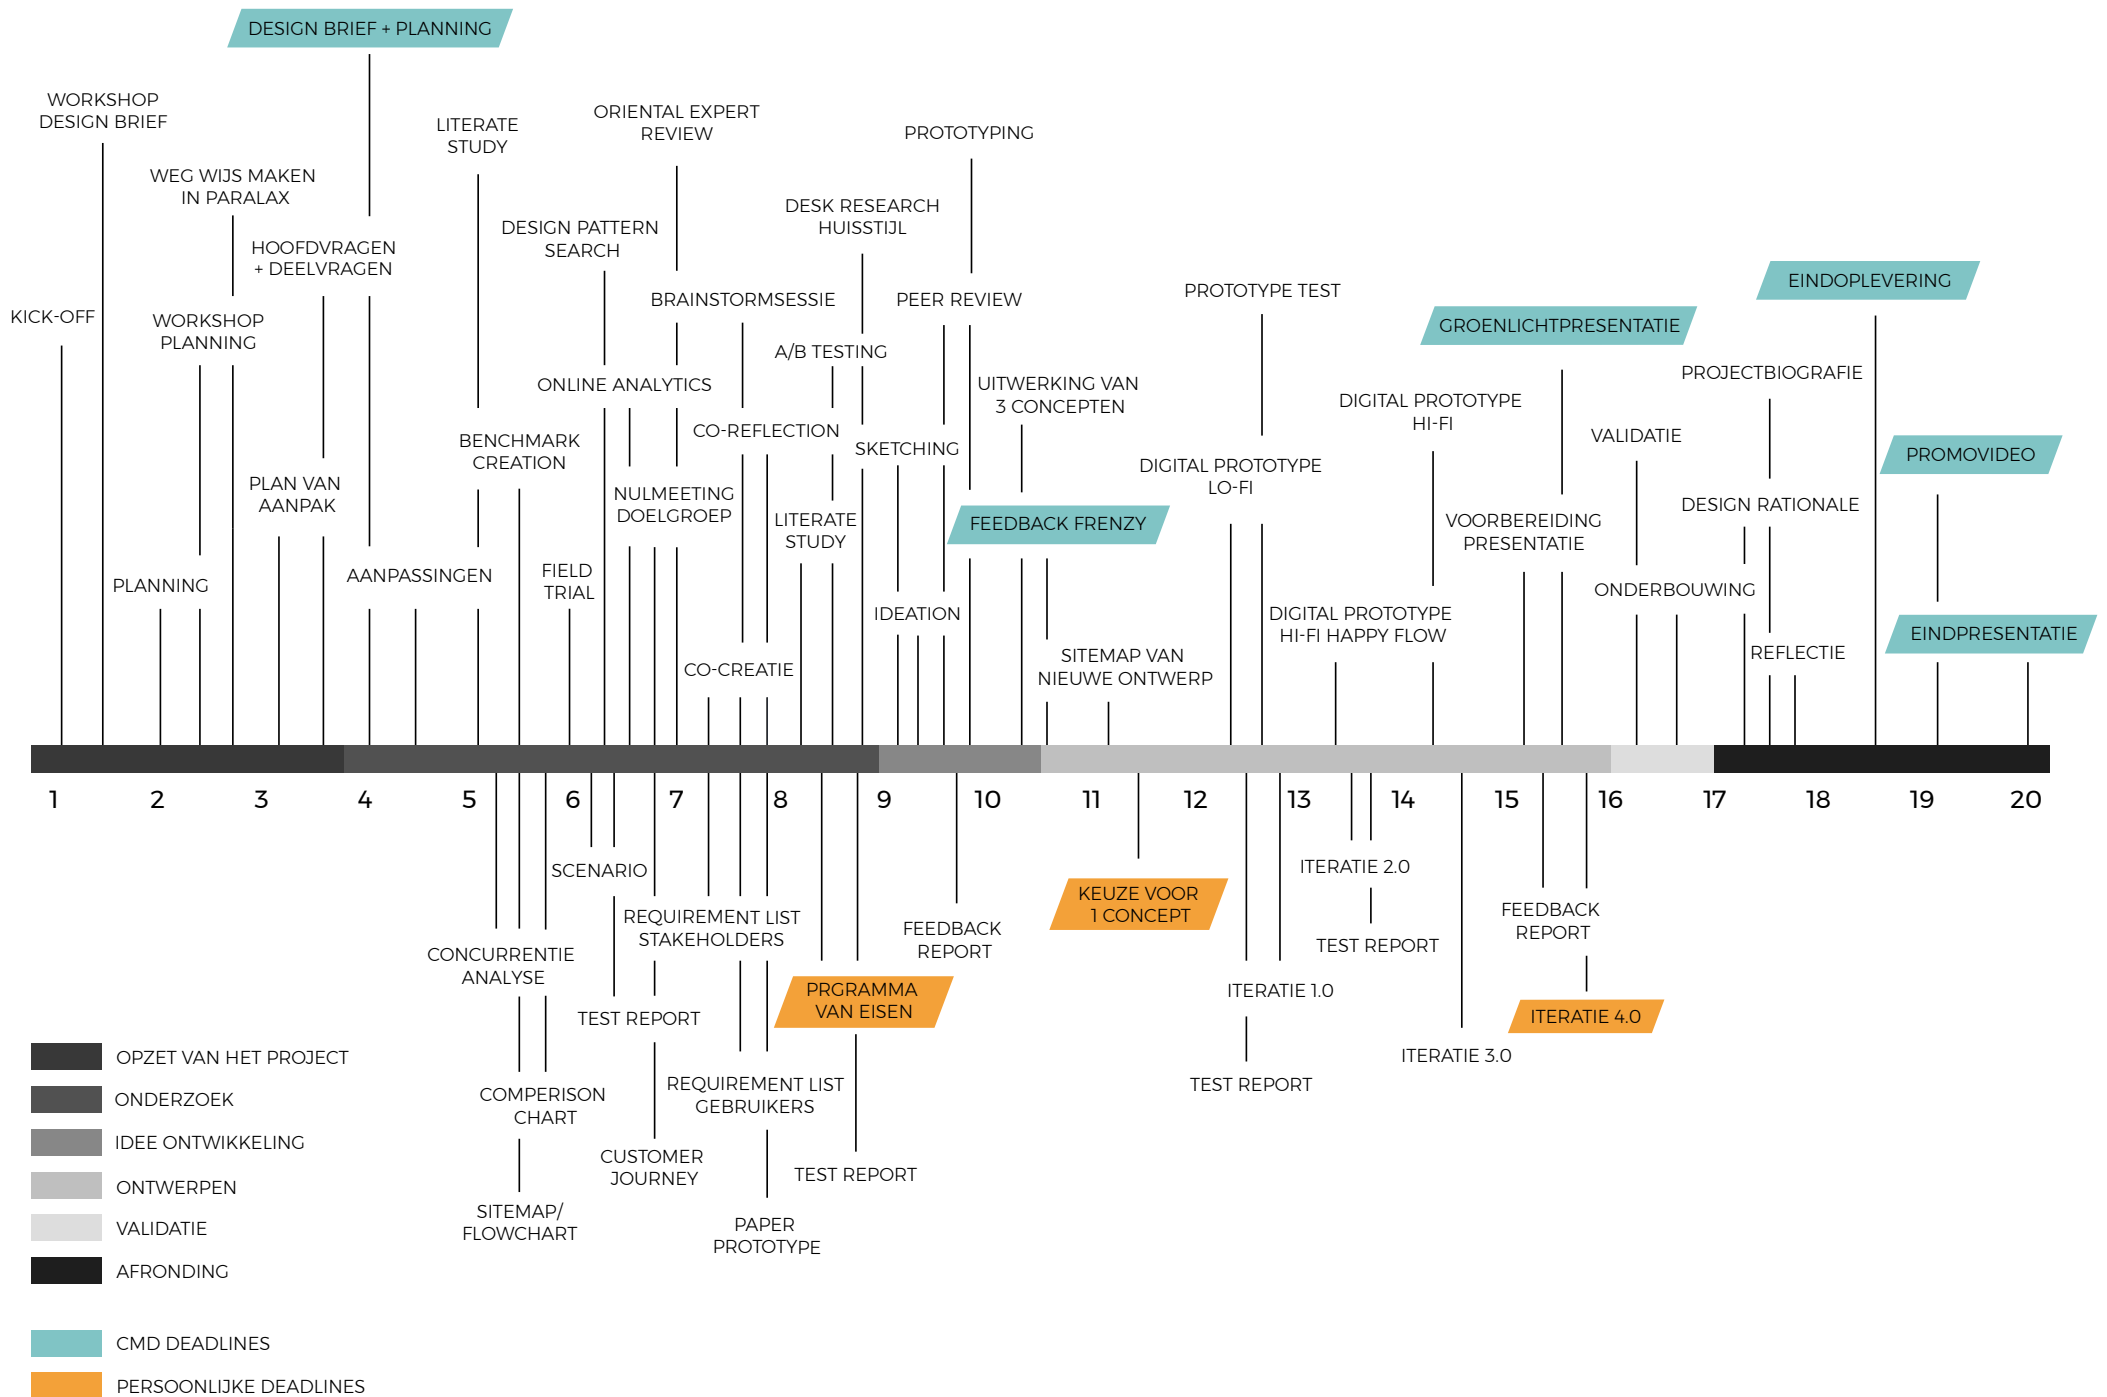 DESIGN BRIEF + PLANNING
WORKSHOP
DESIGN BRIEF
ORIENTAL EXPERT
REVIEW
LITERATE
STUDY
PROTOTYPING
WEG WIJS MAKEN
IN PARALAX
DESK RESEARCH
HUISSTIJL
DESIGN PATTERN
SEARCH
HOOFDVRAGEN
+ DEELVRAGEN
EINDOPLEVERING
PROTOTYPE TEST
BRAINSTORMSESSIE
PEER REVIEW
KICK-OFF
WORKSHOP
PLANNING
GROENLICHTPRESENTATIE
A/B TESTING
PROJECTBIOGRAFIE
ONLINE ANALYTICS
UITWERKING VAN
3 CONCEPTEN
DIGITAL PROTOTYPE
HI-FI
CO-REFLECTION
VALIDATIE
BENCHMARK
CREATION
SKETCHING
PROMOVIDEO
DIGITAL PROTOTYPE
LO-FI
PLAN VAN
AANPAK
NULMEETING
DOELGROEP
DESIGN RATIONALE
LITERATE
STUDY
FEEDBACK FRENZY
VOORBEREIDING
PRESENTATIE
FIELD
TRIAL
AANPASSINGEN
PLANNING
ONDERBOUWING
IDEATION
DIGITAL PROTOTYPE
HI-FI HAPPY FLOW
EINDPRESENTATIE
REFLECTIE
SITEMAP VAN
NIEUWE ONTWERP
CO-CREATIE
1 2 3 4 5 6 7 8 9 10 11 12 13 14 15 16 17 18 19 20
SCENARIO
ITERATIE 2.0
KEUZE VOOR
1 CONCEPT
REQUIREMENT LIST
STAKEHOLDERS
FEEDBACK
REPORT
FEEDBACK
REPORT
TEST REPORT
CONCURRENTIE
ANALYSE
PRGRAMMA
VAN EISEN
ITERATIE 1.0
TEST REPORT
ITERATIE 4.0
ITERATIE 3.0
REQUIREMENT LIST
GEBRUIKERS
TEST REPORT
COMPERISON
CHART
CUSTOMER
JOURNEY
TEST REPORT
SITEMAP/
FLOWCHART
PAPER
PROTOTYPE
OPZET VAN HET PROJECT
ONDERZOEK
IDEE ONTWIKKELING
ONTWERPEN
VALIDATIE
AFRONDING
CMD DEADLINES
PERSOONLIJKE DEADLINES